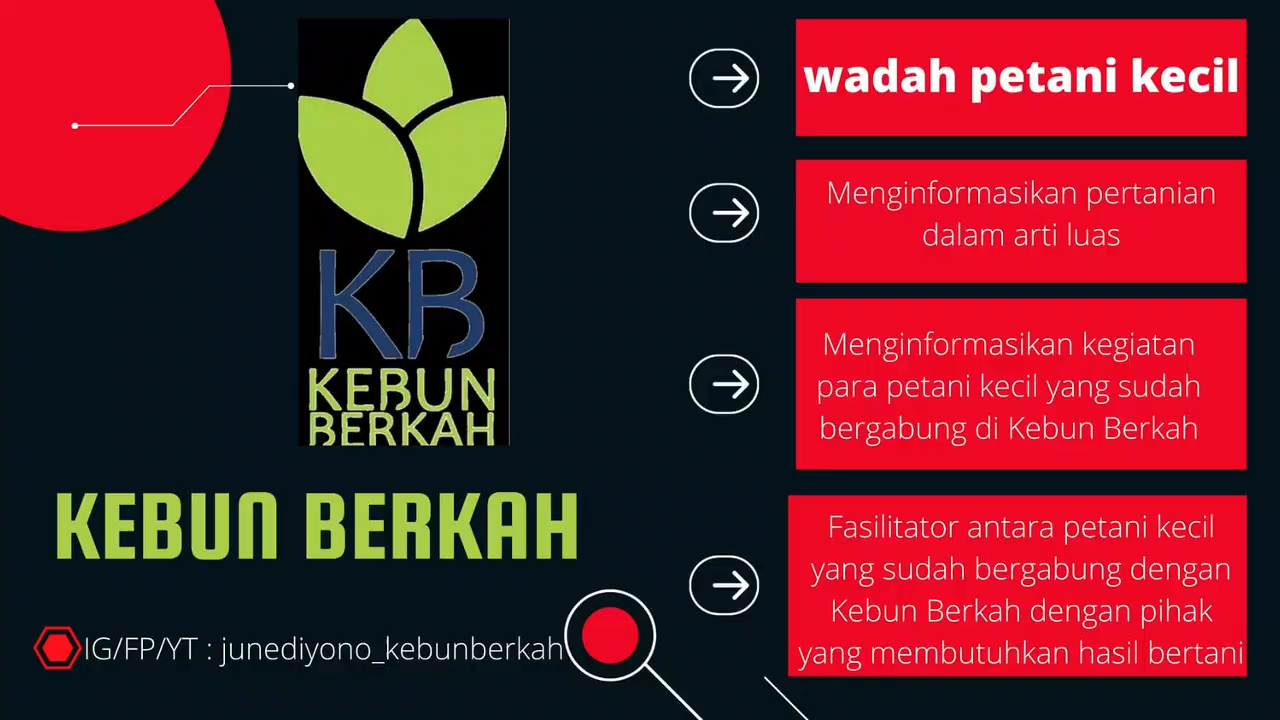 KB
KEBUN
BERKAH
KEBUN BERKAH
IG/FP/YT : junediyono_kebunberkah
wadah petani kecil
Menginformasikan pertanian
dalam arti luas
Menginformasikan kegiatan
para petani kecil yang sudah
bergabung di Kebun Berkah
Fasilitator antara petani kecil
yang sudah bergabung dengan
Kebun Berkah dengan pihak
yang membutuhkan hasil bertani